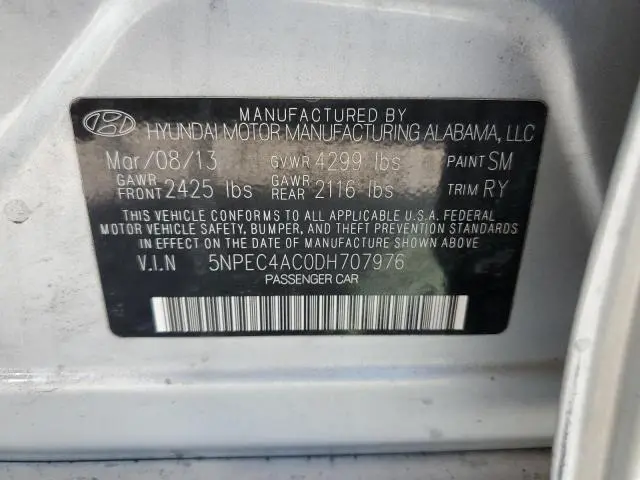 MANUFACTURED BY
HYUNDAI MOTOR MANUFACTURING ALABAMA, LLC
Mar/08/13 GVWR 4299 lbs PAINT SM
GAWR FRONT 2425 lbs GAWR REAR 2116 lbs TRIM RY
THIS VEHICLE CONFORMS TO ALL APPLICABLE U.S.A. FEDERAL
MOTOR VEHICLE SAFETY, BUMPER, AND THEFT PREVENTION STANDARDS
IN EFFECT ON THE DATE OF MANUFACTURE SHOWN ABOVE.
V.I.N 5NPEC4AC0DH707976
PASSENGER CAR